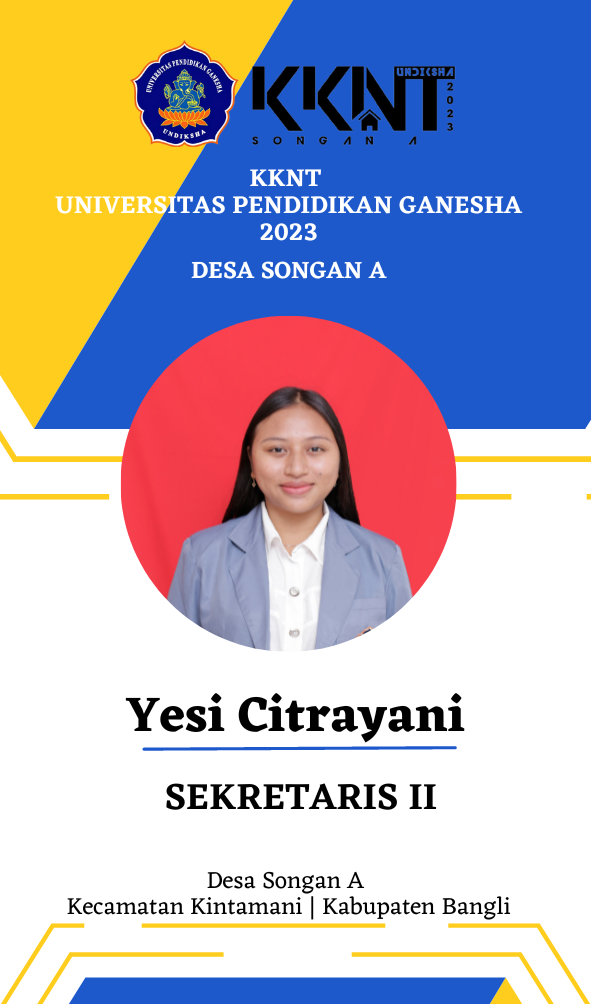 UNIVERSITAS PENDIDIKAN GANESHA
UNDIKSHA
KKNT
UNDIKSHA
2023
SONGAN A
KKNT
UNIVERSITAS PENDIDIKAN GANESHA
2023
DESA SONGAN A
Yesi Citrayani
SEKRETARIS II
Desa Songan A
Kecamatan Kintamani | Kabupaten Bangli